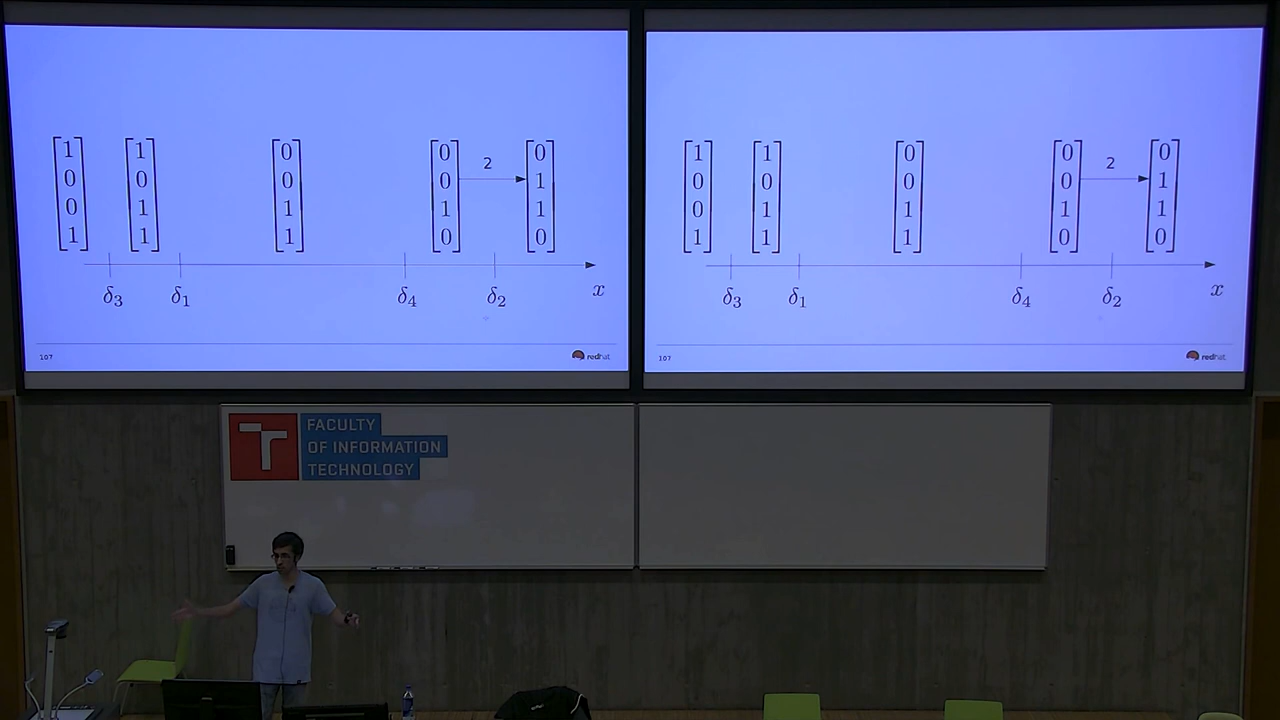 1 1 0 0 2 0
0 0 0 0 1
0 1 1 1 1
1 1 1 0 0
δ3 δ1 δ4 δ2 x
107 redhat
1 1 0 0 2 0
0 0 0 0 1
0 1 1 1 1
1 1 1 0 0
δ3 δ1 δ4 δ2 x
107 redhat
FACULTY
OF INFORMATION
TECHNOLOGY